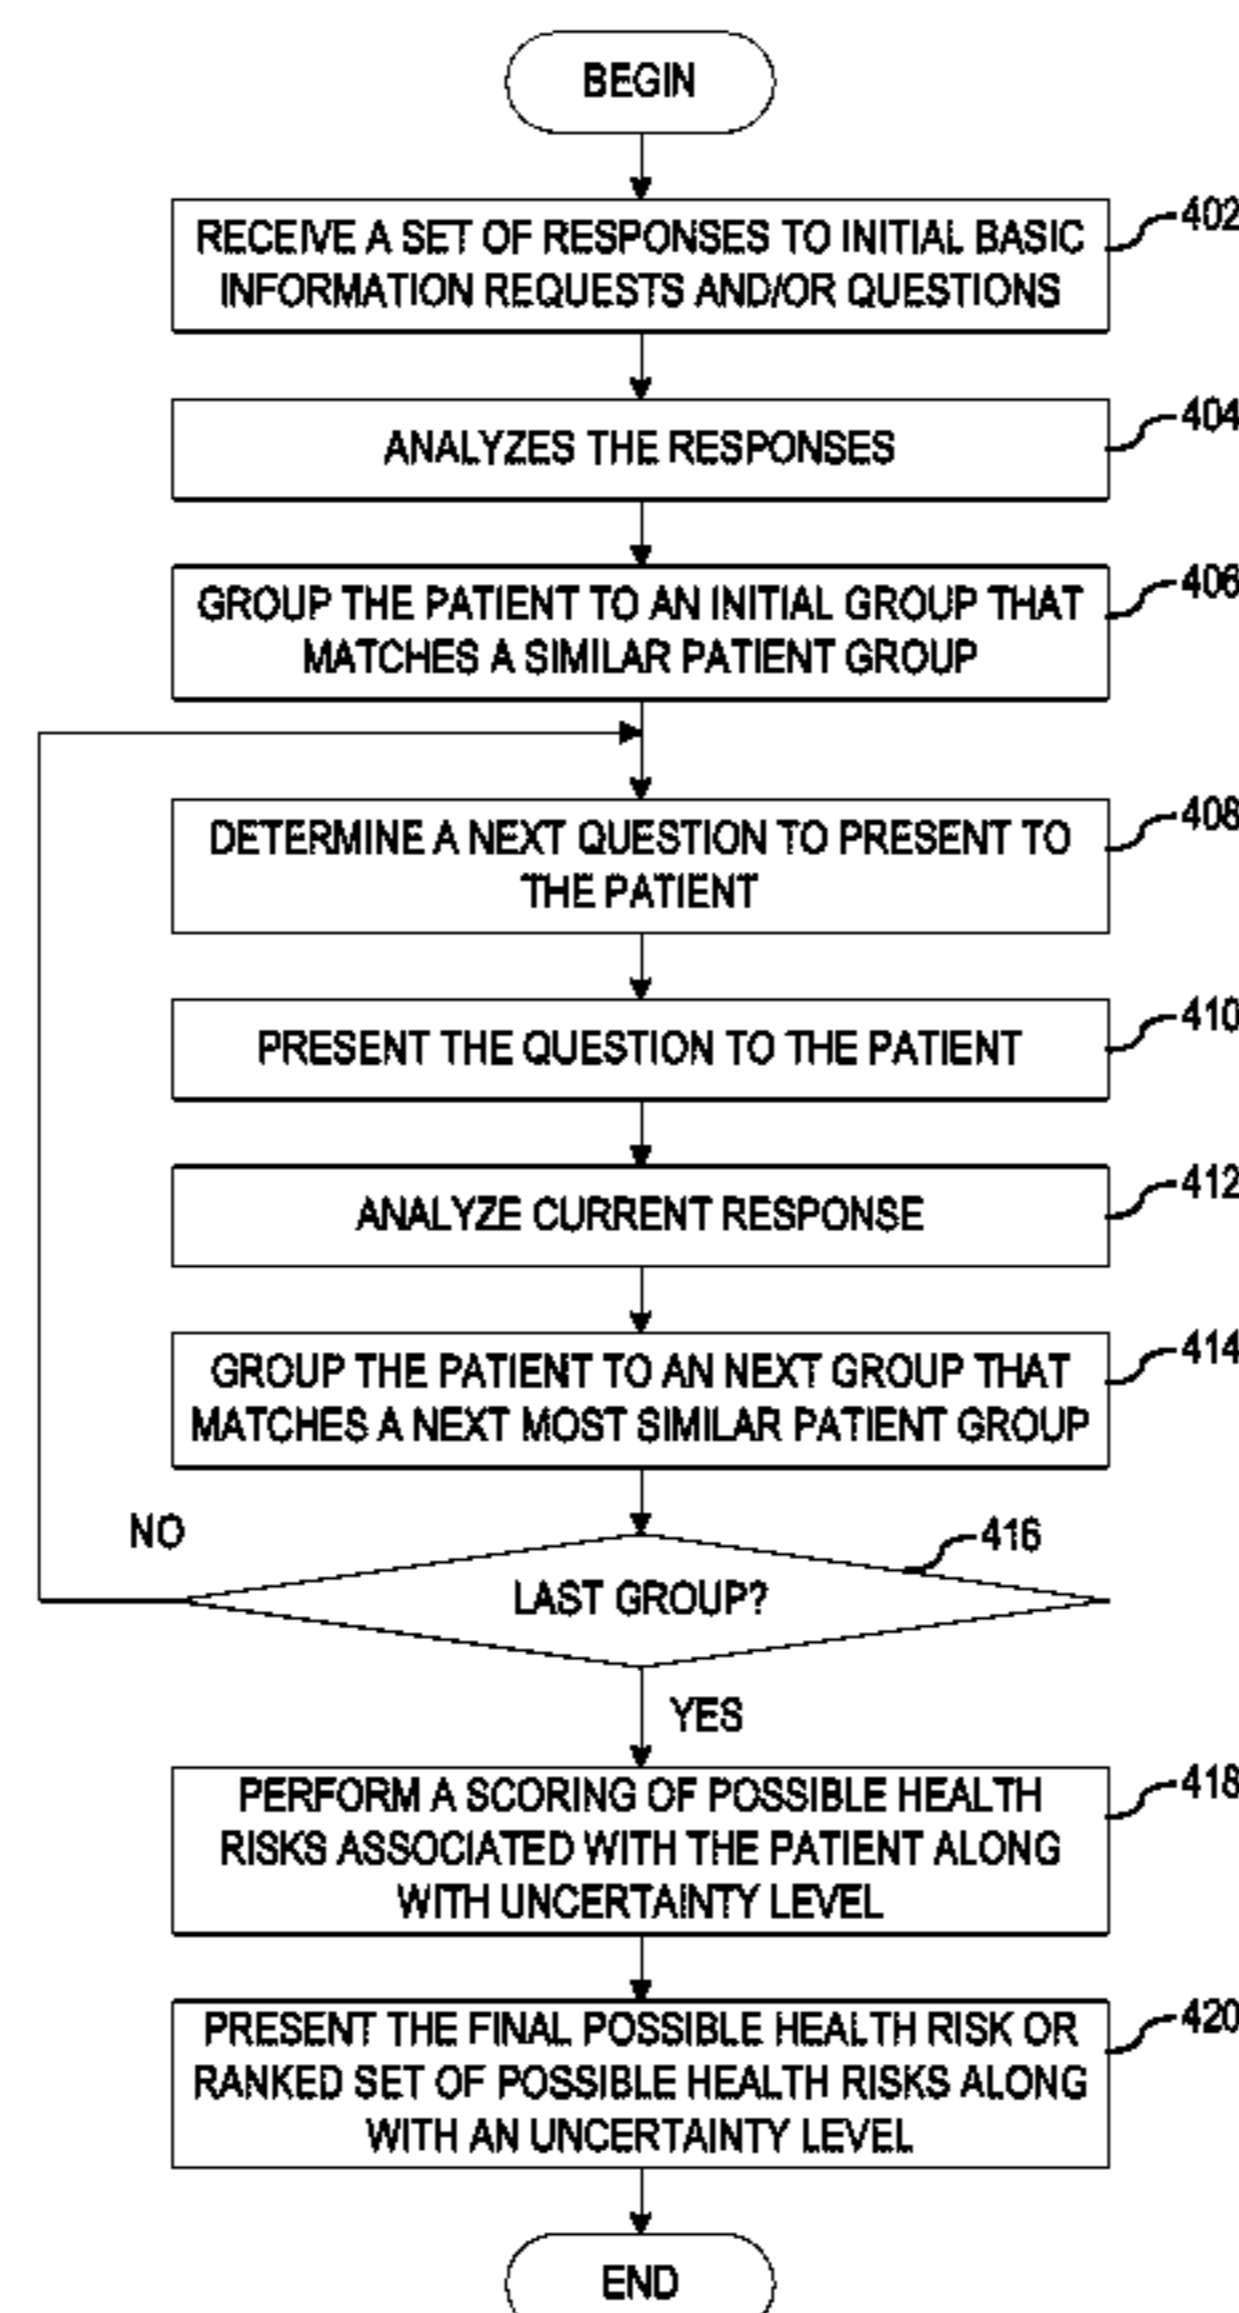 BEGIN
RECEIVE A SET OF RESPONSES TO INITIAL BASIC
INFORMATION REQUESTS AND/OR QUESTIONS
402
ANALYZES THE RESPONSES
404
GROUP THE PATIENT TO AN INITIAL GROUP THAT
MATCHES A SIMILAR PATIENT GROUP
406
DETERMINE A NEXT QUESTION TO PRESENT TO
THE PATIENT
408
PRESENT THE QUESTION TO THE PATIENT
410
ANALYZE CURRENT RESPONSE
412
GROUP THE PATIENT TO AN NEXT GROUP THAT
MATCHES A NEXT MOST SIMILAR PATIENT GROUP
414
NO
LAST GROUP?
416
YES
PERFORM A SCORING OF POSSIBLE HEALTH
RISKS ASSOCIATED WITH THE PATIENT ALONG
WITH UNCERTAINTY LEVEL
418
PRESENT THE FINAL POSSIBLE HEALTH RISK OR
RANKED SET OF POSSIBLE HEALTH RISKS ALONG
WITH AN UNCERTAINTY LEVEL
420
END